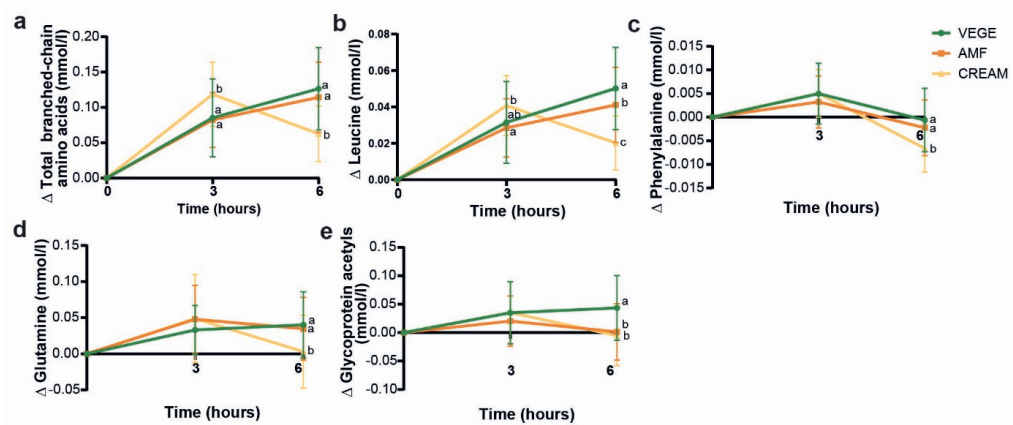 a
Δ Total branched-chain
amino acids (mmol/l)
0.20
0.15
0.10
0.05
0.00
0
3
6
Time (hours)
b
a
a
a
a
b
b
Δ Leucine (mmol/l)
0.08
0.06
0.04
0.02
0.00
0
3
6
Time (hours)
b
ab
a
a
b
c
c
Δ Phenylalanine (mmol/l)
0.015
0.010
0.005
0.000
-0.005
-0.010
-0.015
3
6
Time (hours)
a
a
b
VEGE
AMF
CREAM
d
Δ Glutamine (mmol/l)
0.15
0.10
0.05
0.00
-0.05
3
6
Time (hours)
a
a
b
e
Δ Glycoprotein acetyls
(mmol/l)
0.15
0.10
0.05
0.00
-0.05
-0.10
3
6
Time (hours)
a
b
b